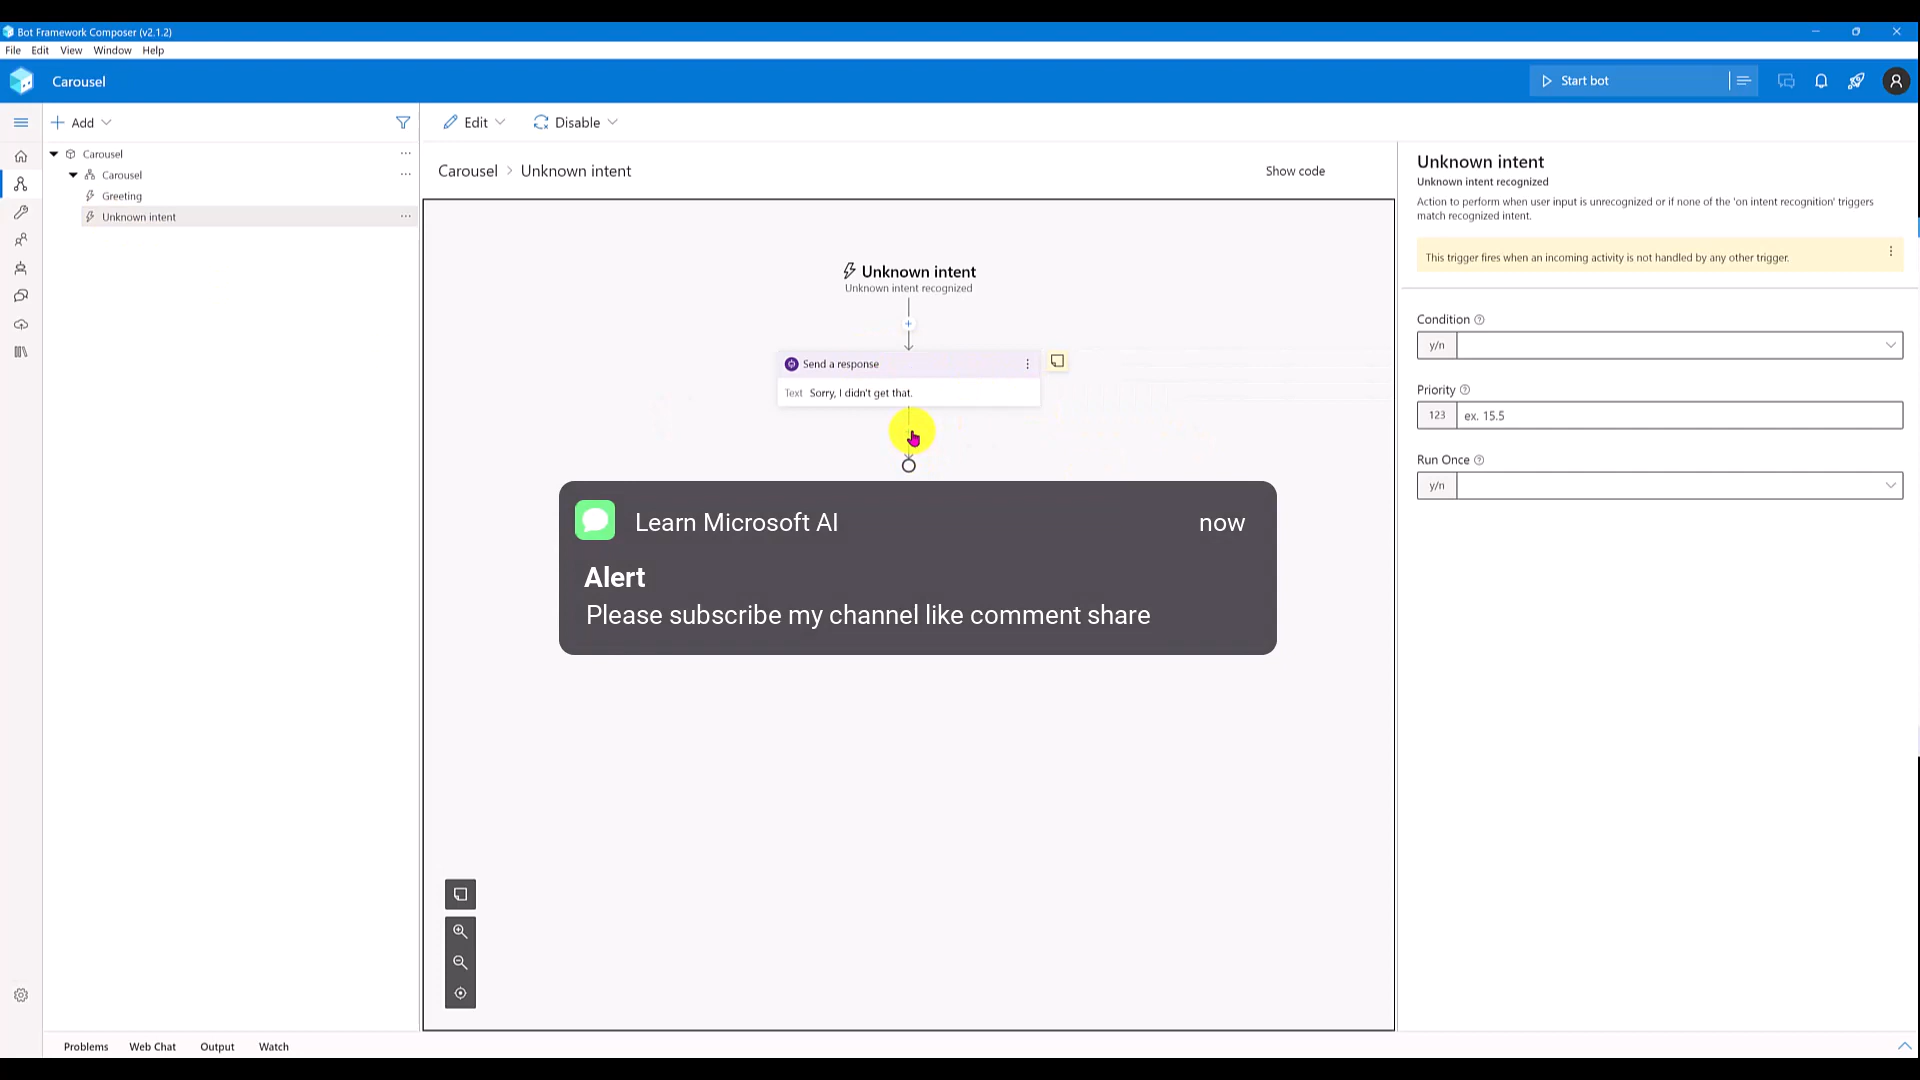 Bot Framework Composer (v2.1.2)
File Edit View Window Help
Carousel
Start bot
Add
Edit
Disable
Carousel
Carousel
Greeting
Unknown intent
Carousel > Unknown intent
Show code
Unknown intent
Unknown intent recognized
Send a response
Text Sorry, I didn't get that.
Learn Microsoft AI
now
Alert
Please subscribe my channel like comment share
Unknown intent
Unknown intent recognized
Action to perform when user input is unrecognized or if none of the 'on intent recognition' triggers
match recognized intent.
This trigger fires when an incoming activity is not handled by any other trigger.
Condition
y/n
Priority
123 ex. 15.5
Run Once
y/n
Problems Web Chat Output Watch